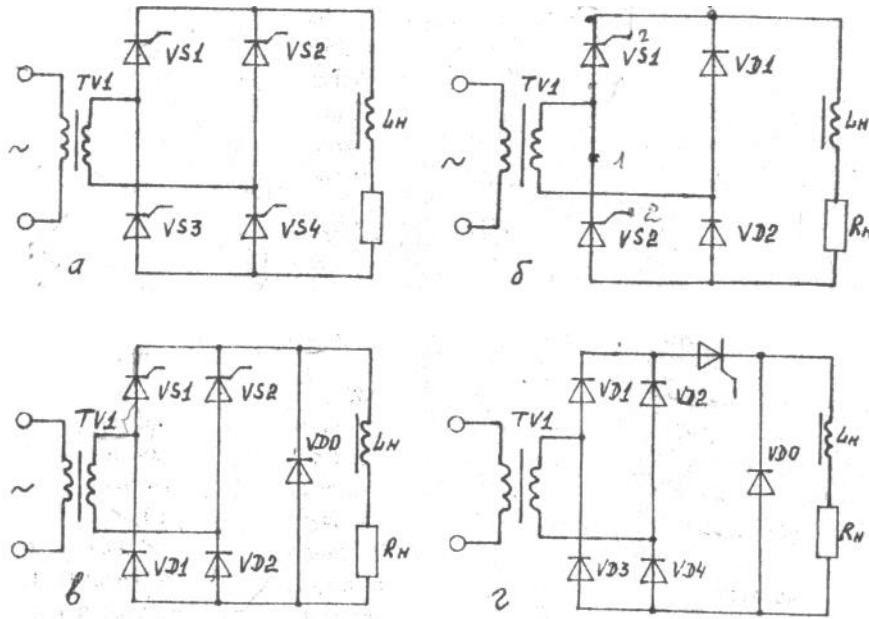 TV1
VS1
VS2
Lн
~
VS3
VS4
а
TV1
2
VS1
VD1
Lн
~
1
2
VS2
VD2
Rн
б
TV1
VS1
VS2
VD0
Lн
~
VD1
VD2
Rн
в
TV1
VD1
VD2
VD0
Lн
VD3
VD4
Rн
~
г